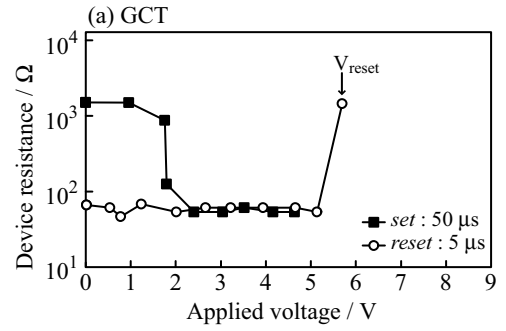 (a) GCT
10⁴
10³
10²
10¹
Device resistance / Ω
V_reset
set : 50 μs
reset : 5 μs
0 1 2 3 4 5 6 7 8 9
Applied voltage / V